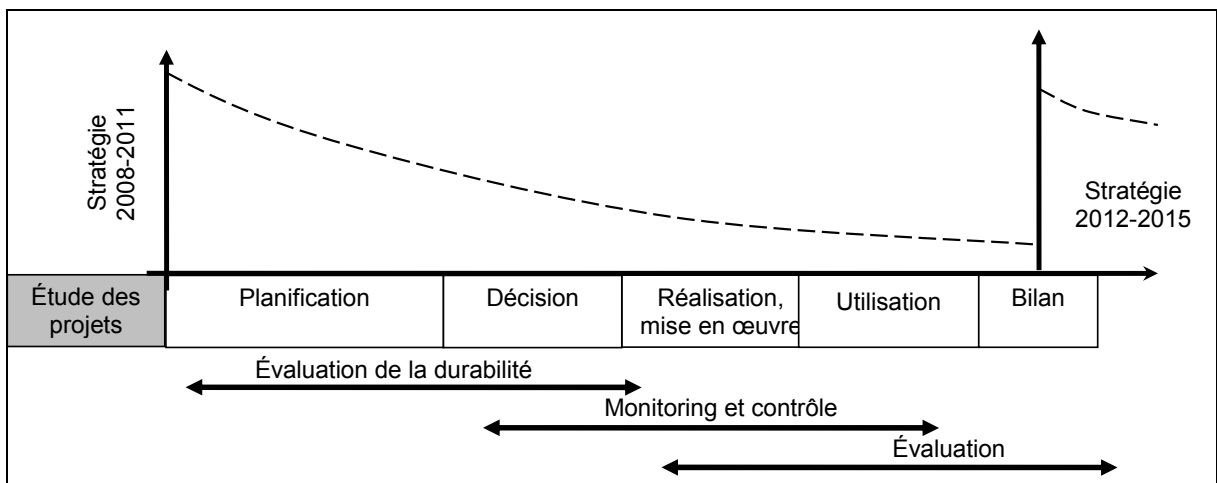 Stratégie
2008-2011
Stratégie
2012-2015
Étude des
projets
Planification
Décision
Réalisation,
mise en œuvre
Utilisation
Bilan
Évaluation de la durabilité
Monitoring et contrôle
Évaluation